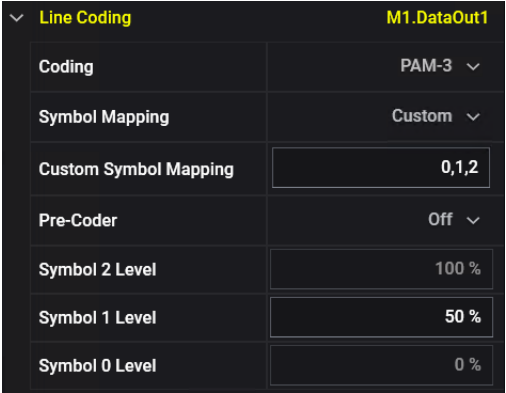 Line Coding M1.DataOut1
Coding PAM-3
Symbol Mapping Custom
Custom Symbol Mapping 0,1,2
Pre-Coder Off
Symbol 2 Level 100 %
Symbol 1 Level 50 %
Symbol 0 Level 0 %